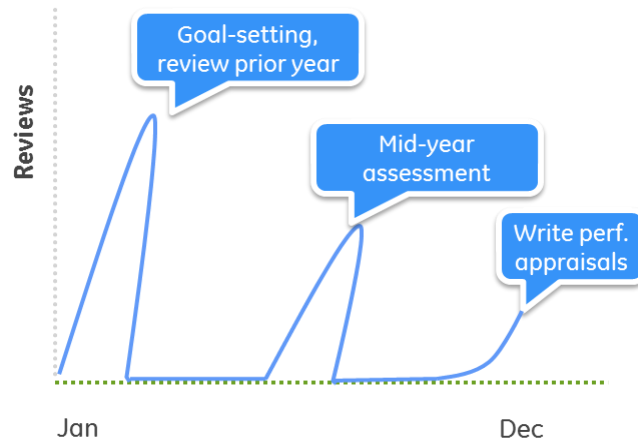 Goal-setting,
review prior year
Reviews
Mid-year
assessment
Write perf.
appraisals
Jan
Dec